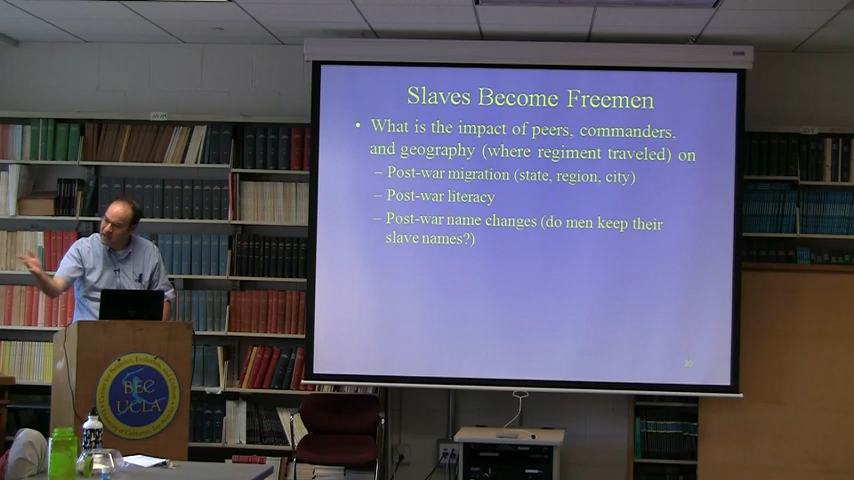 Slaves Become Freemen
• What is the impact of peers, commanders,
and geography (where regiment traveled) on
– Post-war migration (state, region, city)
– Post-war literacy
– Post-war name changes (do men keep their
slave names?)
30
BEC
UCLA